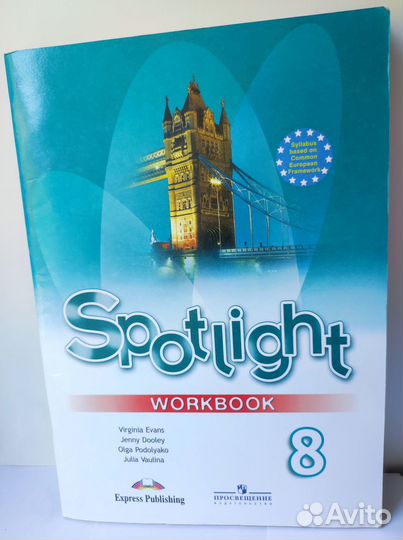 Syllabus
based on
Common
European
Framework
Spotlight
WORKBOOK
Virginia Evans
Jenny Dooley
Olga Podolyako
Julia Vaulina
8
Express Publishing
ПРОСВЕЩЕНИЕ
ИЗДАТЕЛЬСТВО
Avito